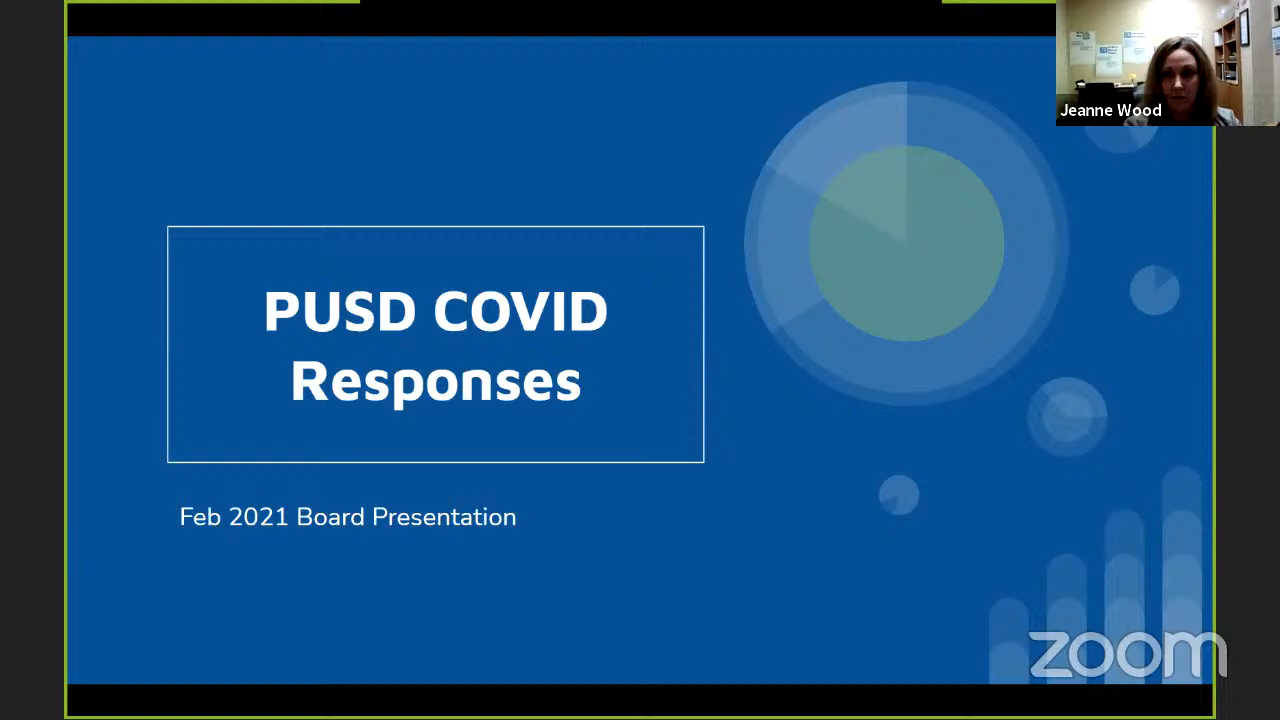 Jeanne Wood
PUSD COVID
Responses
Feb 2021 Board Presentation
zoom